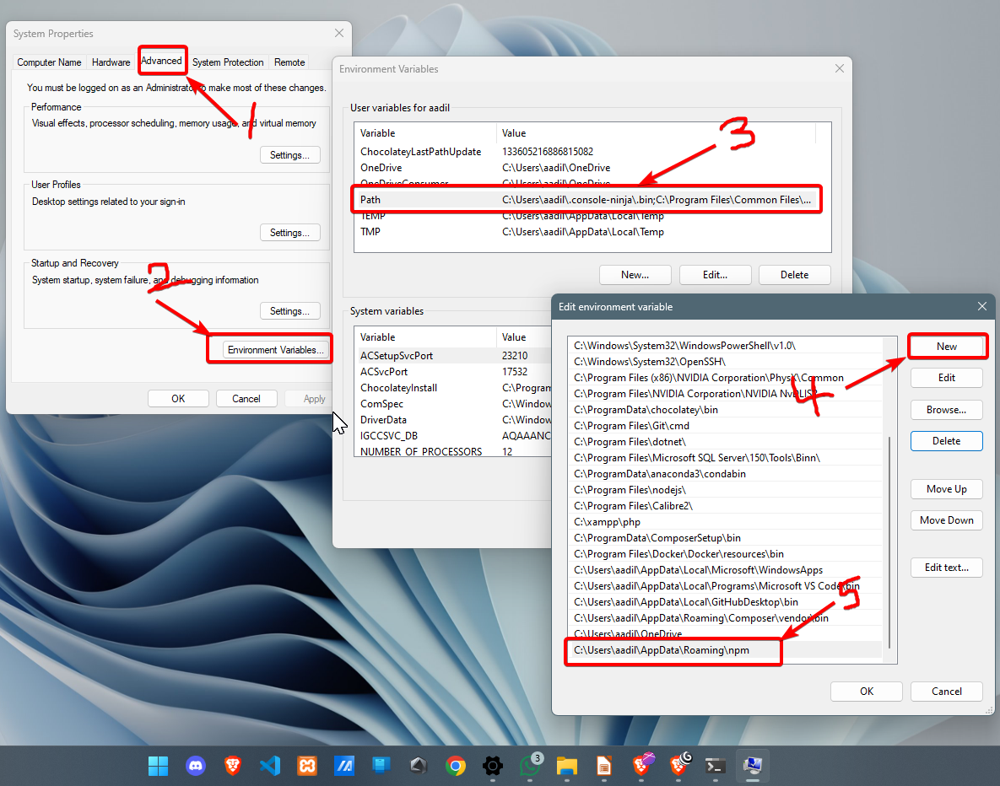 System Properties
Computer Name Hardware Advanced System Protection Remote
You must be logged on as an Administrator to make most of these changes.
Performance
Visual effects, processor scheduling, memory usage, and virtual memory
Settings...
User Profiles
Desktop settings related to your sign-in
Settings...
Startup and Recovery
System startup, system failure, and debugging information
Settings...
Environment Variables...
OK Cancel Apply
1
2
Environment Variables
User variables for aadil
Variable Value
ChocolateyLastPathUpdate 133605216886815082
OneDrive C:\Users\aadil\OneDrive
OneDriveConsumer C:\Users\aadil\OneDrive
Path C:\Users\aadil\.console-ninja\.bin;C:\Program Files\Common Files\...
TEMP C:\Users\aadil\AppData\Local\Temp
TMP C:\Users\aadil\AppData\Local\Temp
New... Edit... Delete
3
System variables
Variable Value
ACSetupSvcPort 23210
ACSvcPort 17532
ChocolateyInstall C:\Program
ComSpec C:\Window
DriverData C:\Window
IGCCSVC_DB AQAAANC
NUMBER_OF_PROCESSORS 12
Edit environment variable
C:\Windows\System32\WindowsPowerShell\v1.0\
C:\Windows\System32\OpenSSH\
C:\Program Files (x86)\NVIDIA Corporation\PhysX\Common
C:\Program Files\NVIDIA Corporation\NVIDIA NvDLISR
C:\ProgramData\chocolatey\bin
C:\Program Files\Git\cmd
C:\Program Files\dotnet\
C:\Program Files\Microsoft SQL Server\150\Tools\Binn\
C:\ProgramData\anaconda3\condabin
C:\Program Files\nodejs\
C:\Program Files\Calibre2\
C:\xampp\php
C:\ProgramData\ComposerSetup\bin
C:\Program Files\Docker\Docker\resources\bin
C:\Users\aadil\AppData\Local\Microsoft\WindowsApps
C:\Users\aadil\AppData\Local\Programs\Microsoft VS Code\bin
C:\Users\aadil\AppData\Local\GitHubDesktop\bin
C:\Users\aadil\AppData\Roaming\Composer\vendor\bin
C:\Users\aadil\OneDrive
C:\Users\aadil\AppData\Roaming\npm
New
Edit
Browse...
Delete
Move Up
Move Down
Edit text...
OK Cancel
4
5
3